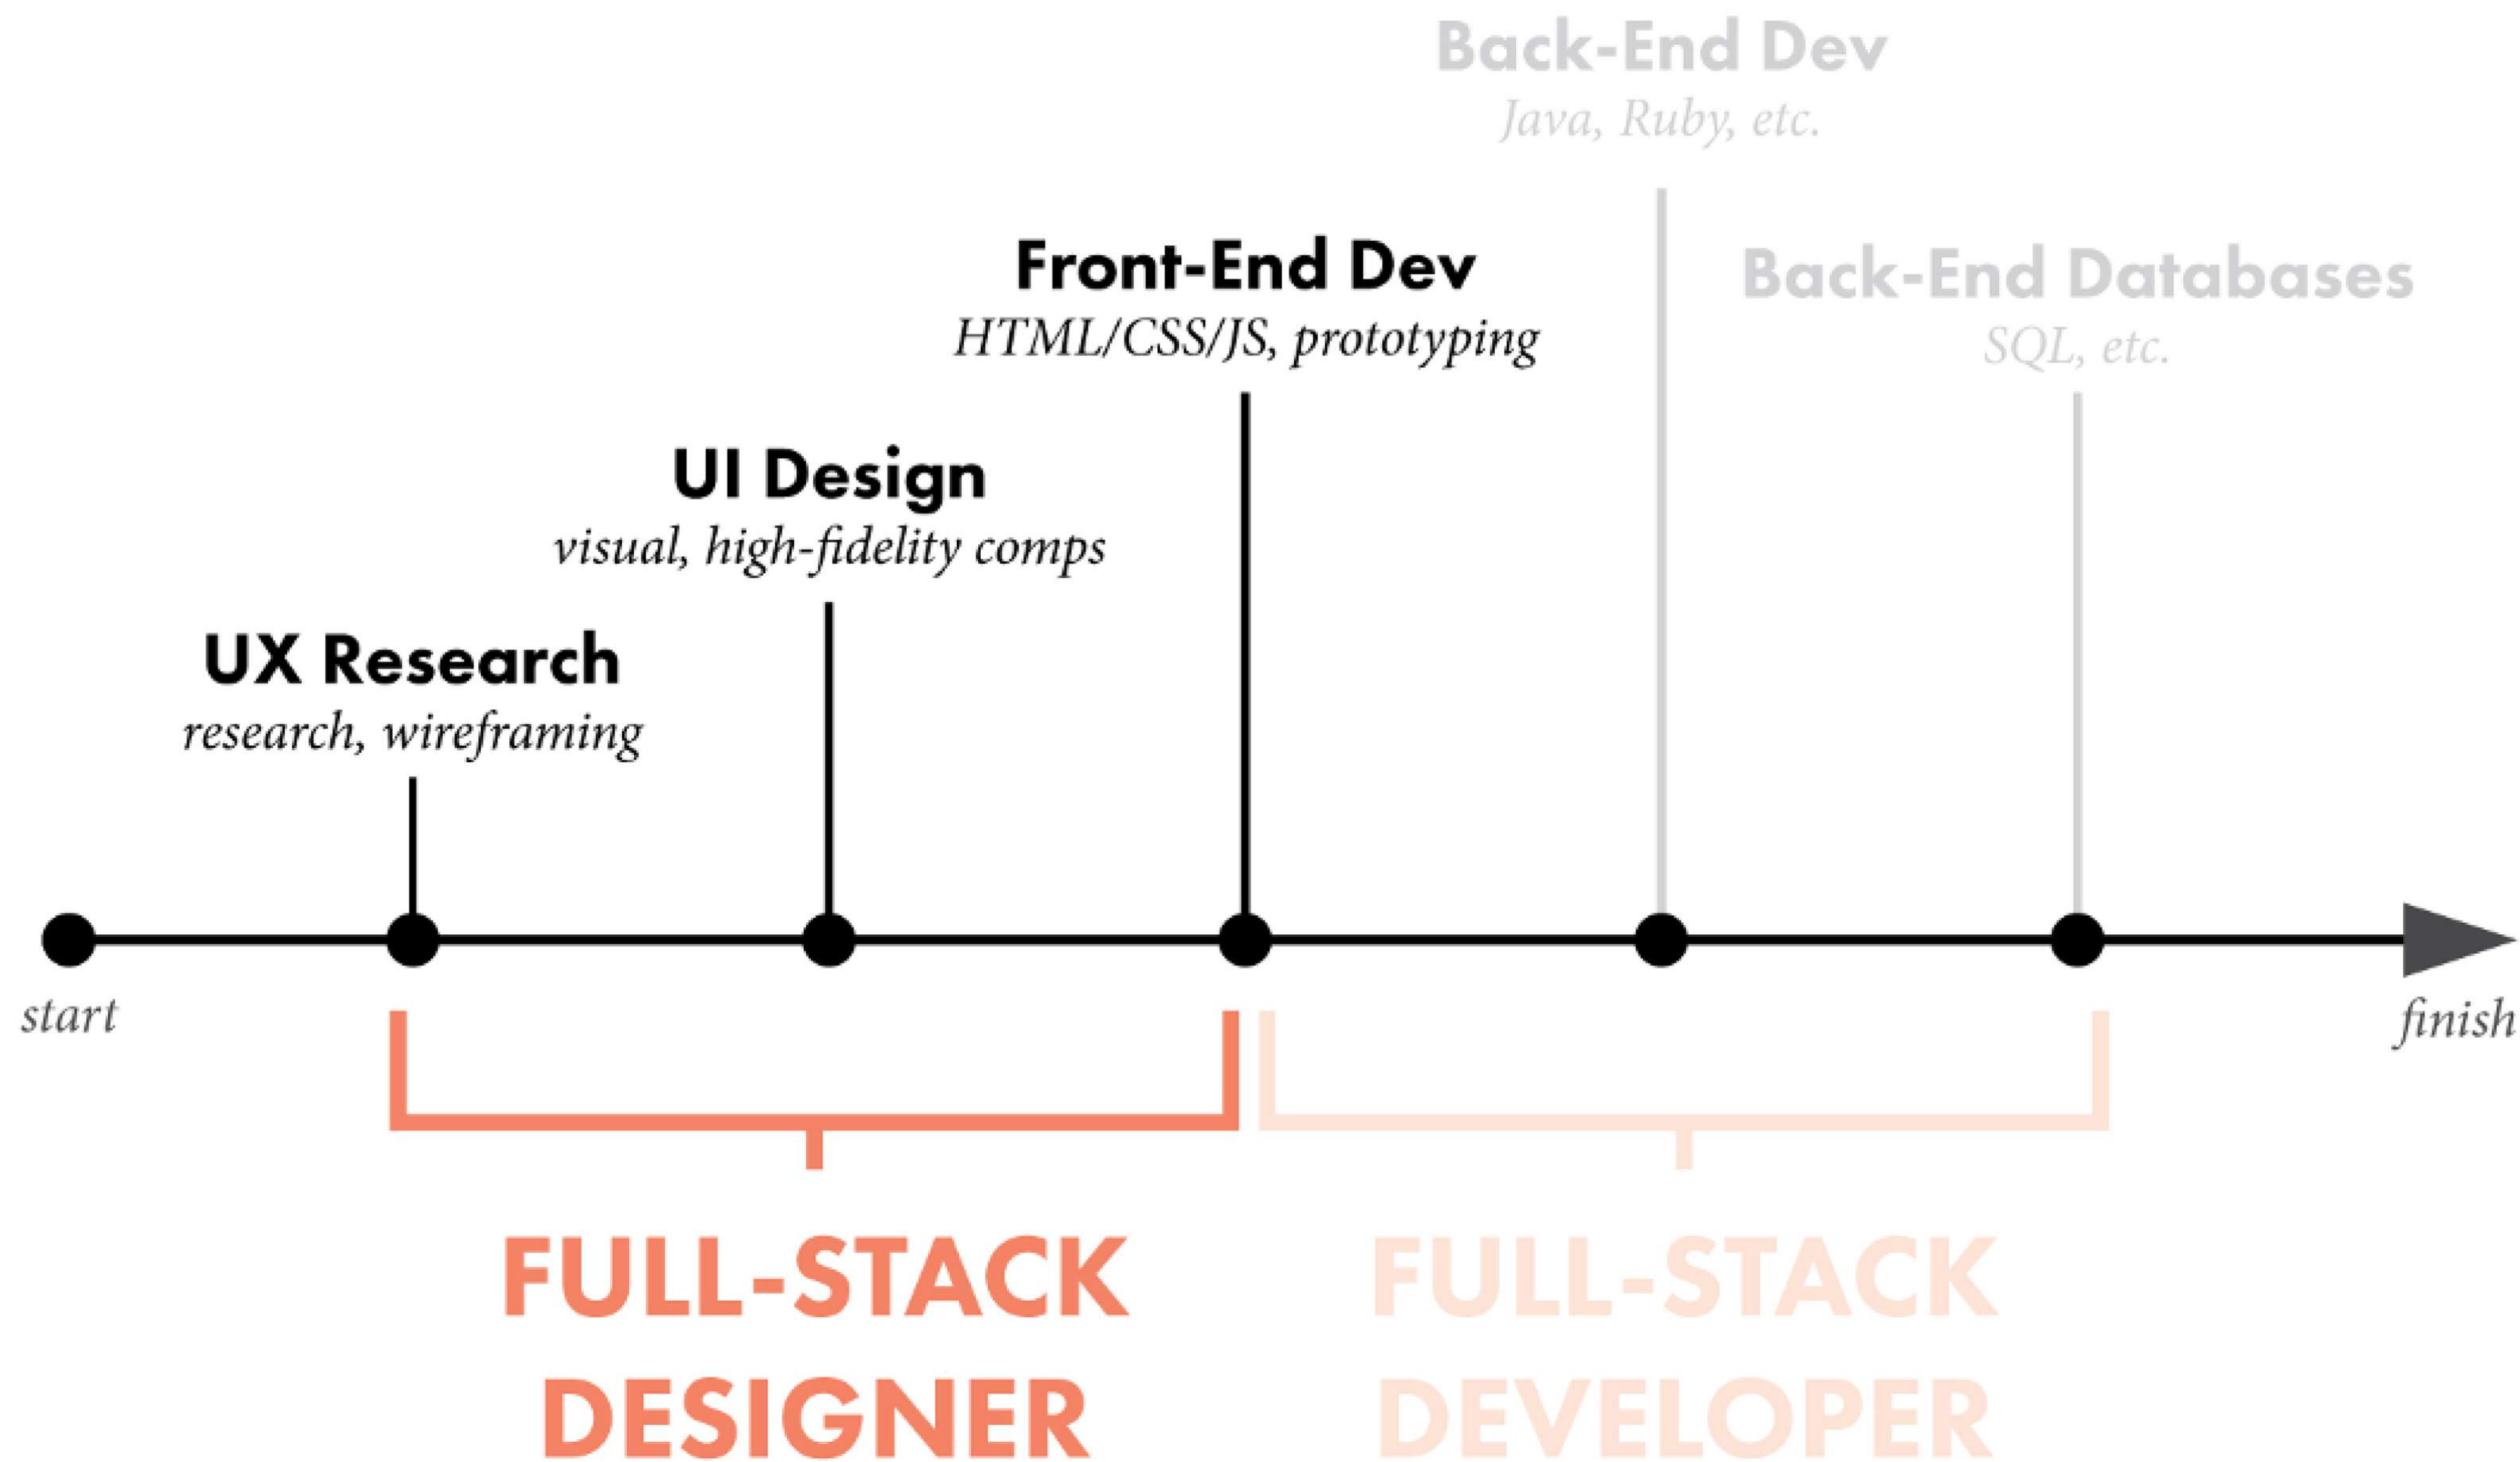 Back-End Dev
Java, Ruby, etc.
Front-End Dev
HTML/CSS/JS, prototyping
Back-End Databases
SQL, etc.
UI Design
visual, high-fidelity comps
UX Research
research, wireframing
start
finish
FULL-STACK
DESIGNER
FULL-STACK
DEVELOPER